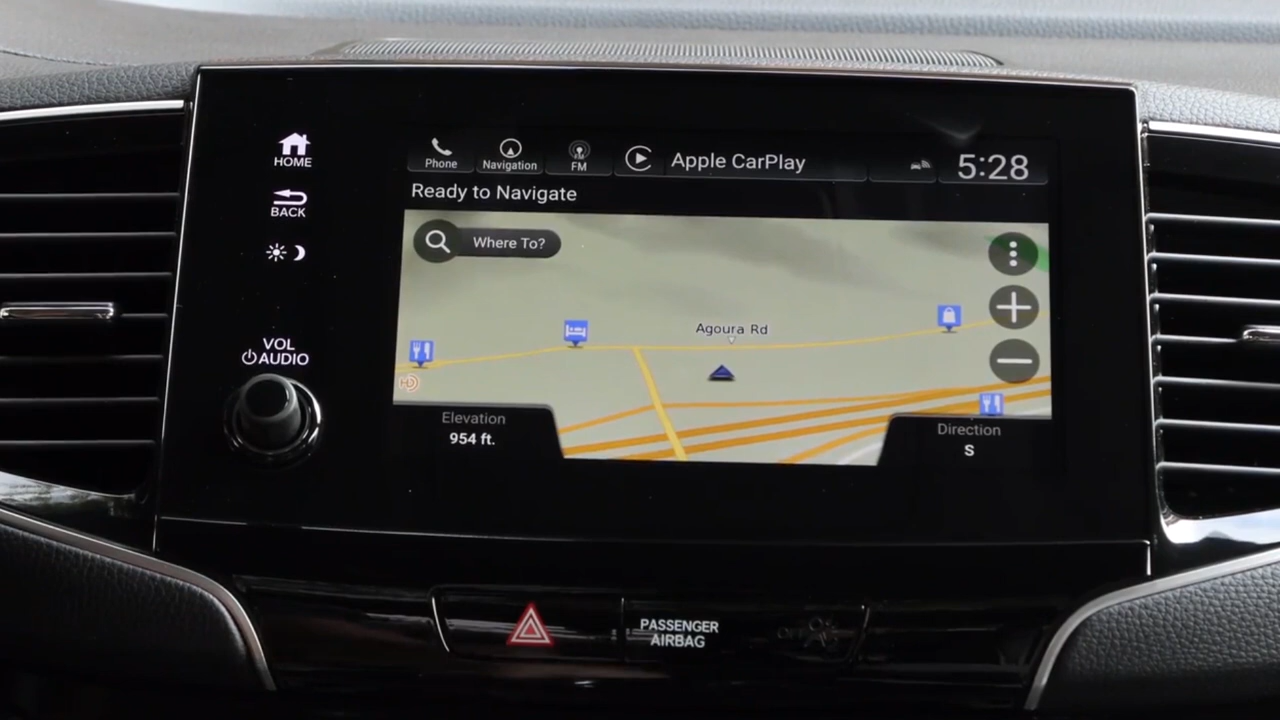 HOME
BACK
VOL
AUDIO
Phone
Navigation
FM
Apple CarPlay
5:28
Ready to Navigate
Where To?
Agoura Rd
Elevation
954 ft.
Direction
S
PASSENGER
AIRBAG